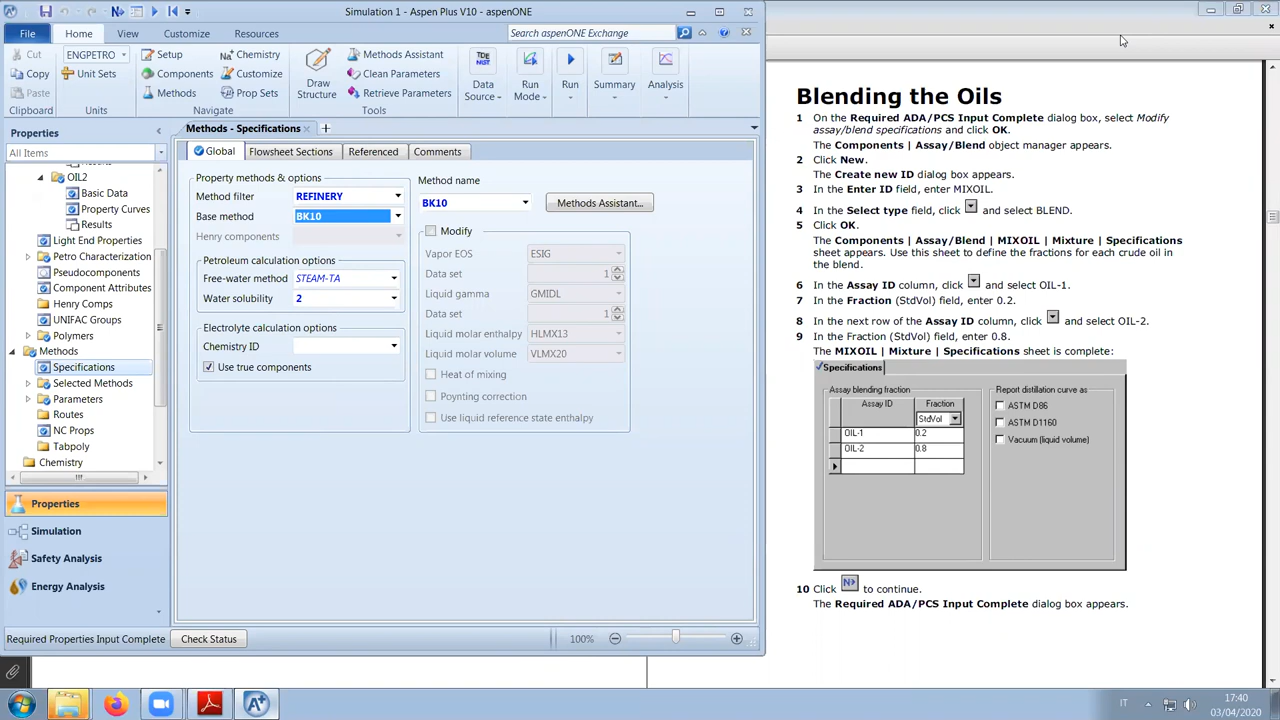 Simulation 1 - Aspen Plus V10 - aspenONE
File
Home
View
Customize
Resources
Search aspenONE Exchange
Cut
Copy
Paste
Clipboard
ENGPETRO
Unit Sets
Units
Setup
Components
Methods
Chemistry
Customize
Prop Sets
Navigate
Draw
Structure
Methods Assistant
Clean Parameters
Retrieve Parameters
Tools
TDE
NIST
Data
Source
Run
Mode
Run
Summary
Analysis
Properties
All Items
Results
OIL2
Basic Data
Property Curves
Results
Light End Properties
Petro Characterization
Pseudocomponents
Component Attributes
Henry Comps
UNIFAC Groups
Polymers
Methods
Specifications
Selected Methods
Parameters
Routes
NC Props
Tabpoly
Chemistry
Properties
Simulation
Safety Analysis
Energy Analysis
Methods - Specifications
Global
Flowsheet Sections
Referenced
Comments
Property methods & options
Method filter
REFINERY
Base method
BK10
Henry components
Petroleum calculation options
Free-water method
STEAM-TA
Water solubility
2
Electrolyte calculation options
Chemistry ID
Use true components
Method name
BK10
Methods Assistant...
Modify
Vapor EOS
ESIG
Data set
1
Liquid gamma
GMIDL
Data set
1
Liquid molar enthalpy
HLMX13
Liquid molar volume
VLMX20
Heat of mixing
Poynting correction
Use liquid reference state enthalpy
Required Properties Input Complete
Check Status
100%
Blending the Oils
1 On the Required ADA/PCS Input Complete dialog box, select Modify
assay/blend specifications and click OK.
The Components | Assay/Blend object manager appears.
2 Click New.
The Create new ID dialog box appears.
3 In the Enter ID field, enter MIXOIL.
4 In the Select type field, click and select BLEND.
5 Click OK.
The Components | Assay/Blend | MIXOIL | Mixture | Specifications
sheet appears. Use this sheet to define the fractions for each crude oil in
the blend.
6 In the Assay ID column, click and select OIL-1.
7 In the Fraction (StdVol) field, enter 0.2.
8 In the next row of the Assay ID column, click and select OIL-2.
9 In the Fraction (StdVol) field, enter 0.8.
The MIXOIL | Mixture | Specifications sheet is complete:
Specifications
Assay blending fraction
Assay ID
Fraction
StdVol
OIL-1
0.2
OIL-2
0.8
Report distillation curve as
ASTM D86
ASTM D1160
Vacuum (liquid volume)
10 Click N> to continue.
The Required ADA/PCS Input Complete dialog box appears.
IT
17:40
03/04/2020